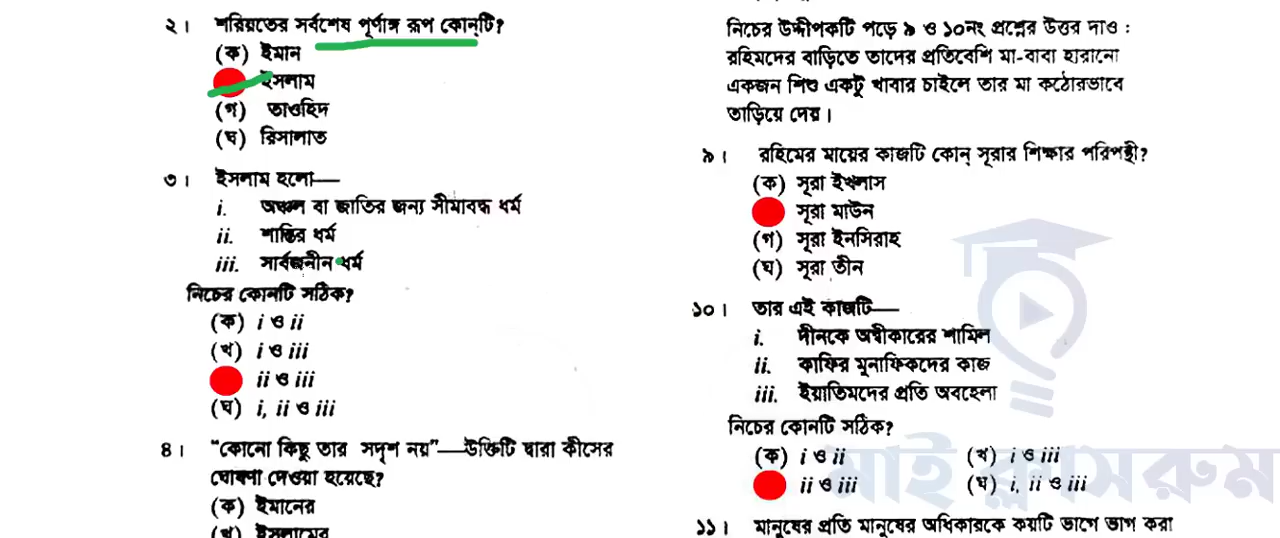 ২। শরিয়তের সর্বশেষ পূর্ণাঙ্গ রূপ কোন্‌টি?
(ক) ইমান
ইসলাম
(গ) তাওহিদ
(ঘ) রিসালাত
৩। ইসলাম হলো—
i. অঞ্চল বা জাতির জন্য সীমাবদ্ধ ধর্ম
ii. শান্তির ধর্ম
iii. সার্বজনীন ধর্ম
নিচের কোনটি সঠিক?
(ক) i ও ii
(খ) i ও iii
ii ও iii
(ঘ) i, ii ও iii
৪। “কোনো কিছু তার সদৃশ নয়”—উক্তিটি দ্বারা কীসের
ঘোষণা দেওয়া হয়েছে?
(ক) ইমানের
(খ) ইসলামের
নিচের উদ্দীপকটি পড়ে ৯ ও ১০নং প্রশ্নের উত্তর দাও :
রহিমদের বাড়িতে তাদের প্রতিবেশি মা-বাবা হারানো
একজন শিশু একটু খাবার চাইলে তার মা কঠোরভাবে
তাড়িয়ে দেয়।
৯। রহিমের মায়ের কাজটি কোন্ সূরার শিক্ষার পরিপন্থী?
(ক) সূরা ইখলাস
সূরা মাউন
(গ) সূরা ইনসিরাহ
(ঘ) সূরা তীন
১০। তার এই কাজটি—
i. দীনকে অস্বীকারের শামিল
ii. কাফির মুনাফিকদের কাজ
iii. ইয়াতিমদের প্রতি অবহেলা
নিচের কোনটি সঠিক?
(ক) i ও ii (খ) i ও iii
ii ও iii (ঘ) i, ii ও iii
মাই ক্লাসরুম
১১। মানুষের প্রতি মানুষের অধিকারকে কয়টি ভাগে ভাগ করা